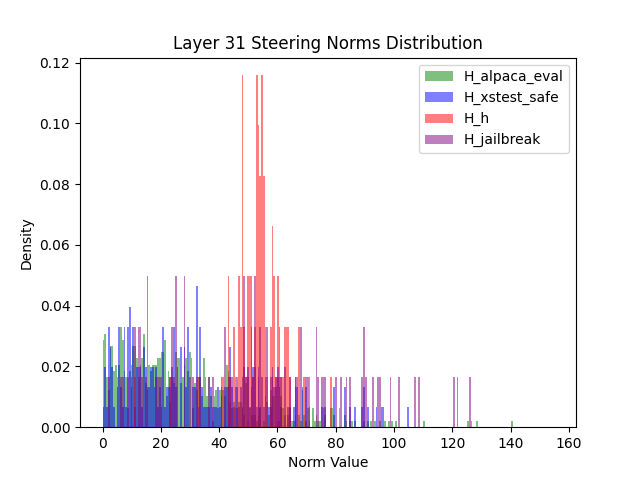 Layer 31 Steering Norms Distribution
H_alpaca_eval
H_xstest_safe
H_h
H_jailbreak
0.12
0.10
0.08
0.06
0.04
0.02
0.00
Density
0 20 40 60 80 100 120 140 160
Norm Value